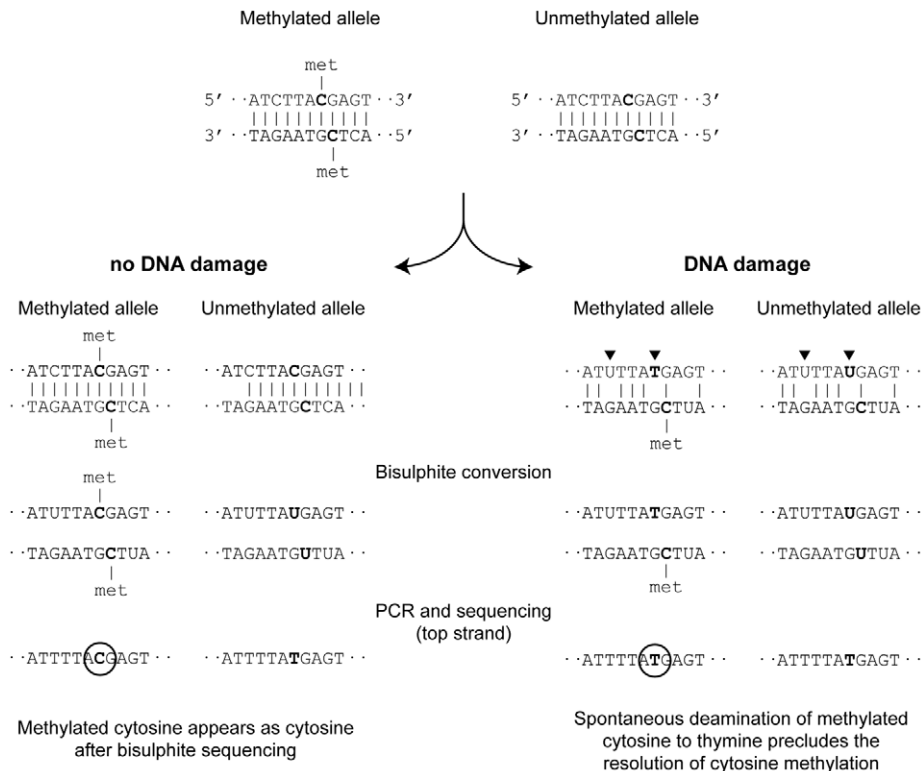 Methylated allele Unmethylated allele
met
5’ ··ATCTTACGAGT··3’ 5’ ··ATCTTACGAGT··3’
3’ ··TAGAATGCTCA··5’ 3’ ··TAGAATGCTCA··5’
met
no DNA damage DNA damage
Methylated allele Unmethylated allele Methylated allele Unmethylated allele
met
··ATCTTACGAGT·· ··ATCTTACGAGT·· ··ATUTTATGAGT·· ··ATUTTAUGAGT··
··TAGAATGCTCA·· ··TAGAATGCTCA·· ··TAGAATGCTUA·· ··TAGAATGCTUA··
met met
Bisulphite conversion
met
··ATUTTACGAGT·· ··ATUTTAUGAGT·· ··ATUTTATGAGT·· ··ATUTTAUGAGT··
··TAGAATGCTUA·· ··TAGAATGUTUA·· ··TAGAATGCTUA·· ··TAGAATGUTUA··
met met
PCR and sequencing
(top strand)
··ATTTTACGAGT·· ··ATTTTATGAGT·· ··ATTTTATGAGT·· ··ATTTTATGAGT··
Methylated cytosine appears as cytosine
after bisulphite sequencing
Spontaneous deamination of methylated
cytosine to thymine precludes the
resolution of cytosine methylation